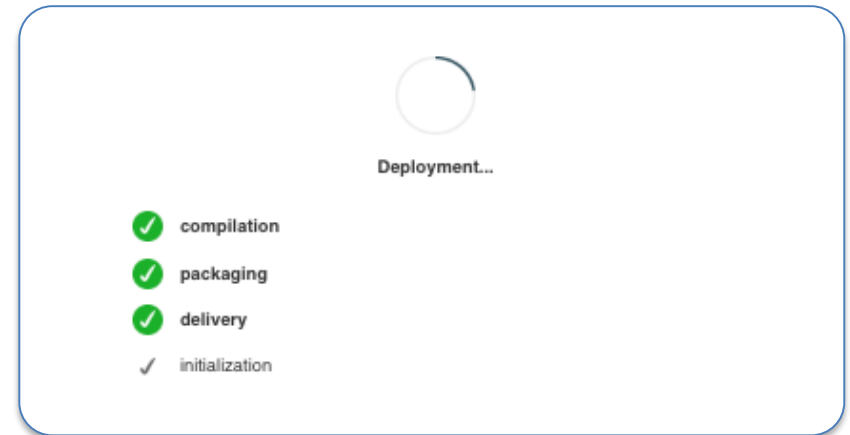 Deployment...
compilation
packaging
delivery
initialization